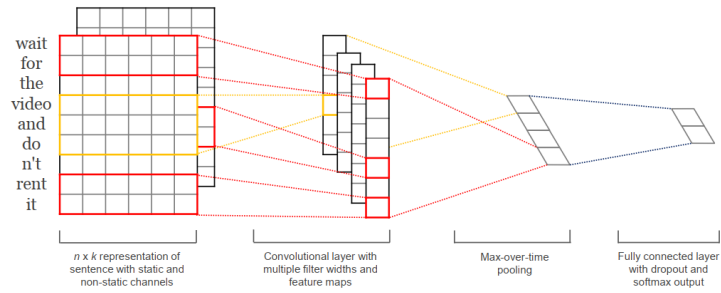 wait
for
the
video
and
do
n't
rent
it
n x k representation of
sentence with static and
non-static channels
Convolutional layer with
multiple filter widths and
feature maps
Max-over-time
pooling
Fully connected layer
with dropout and
softmax output